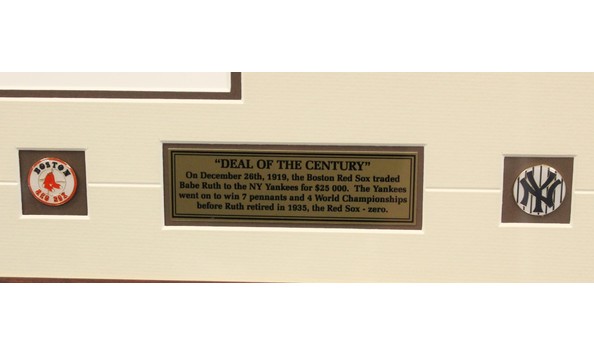 "DEAL OF THE CENTURY"
On December 26th, 1919, the Boston Red Sox traded
Babe Ruth to the NY Yankees for $25 000. The Yankees
went on to win 7 pennants and 4 World Championships
before Ruth retired in 1935, the Red Sox - zero.
BOSTON
RED SOX
NY